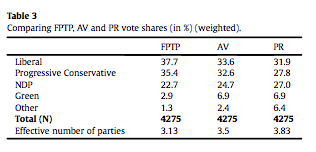 Table 3
Comparing FPTP, AV and PR vote shares (in %) (weighted).
FPTP AV PR
Liberal 37.7 33.6 31.9
Progressive Conservative 35.4 32.6 27.8
NDP 22.7 24.7 27.0
Green 2.9 6.9 6.9
Other 1.3 2.4 6.4
Total (N) 4275 4275 4275
Effective number of parties 3.13 3.5 3.83